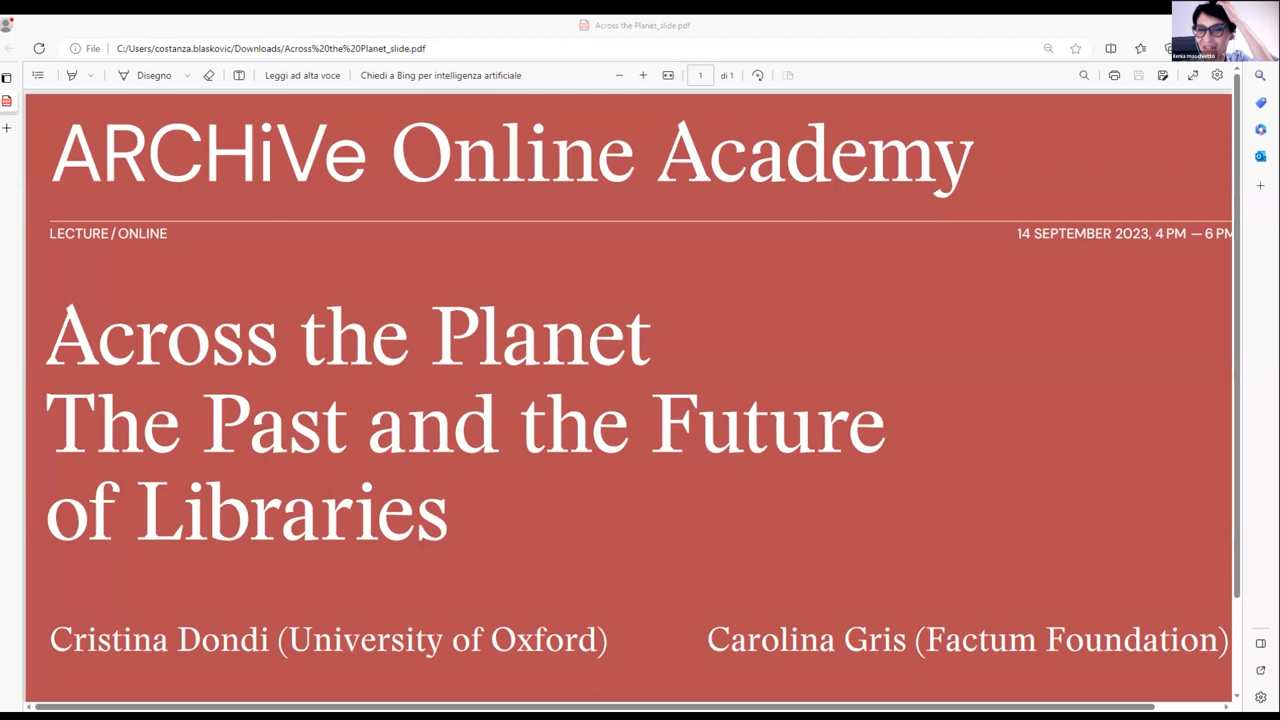 Across the Planet_slide.pdf
File
C:/Users/costanza.blaskovic/Downloads/Across%20the%20Planet_slide.pdf
Disegno
Leggi ad alta voce
Chiedi a Bing per intelligenza artificiale
1
di 1
ilenia maschietto
ARCHiVe Online Academy
LECTURE / ONLINE
14 SEPTEMBER 2023, 4 PM — 6 PM
Across the Planet
The Past and the Future
of Libraries
Cristina Dondi (University of Oxford)
Carolina Gris (Factum Foundation)